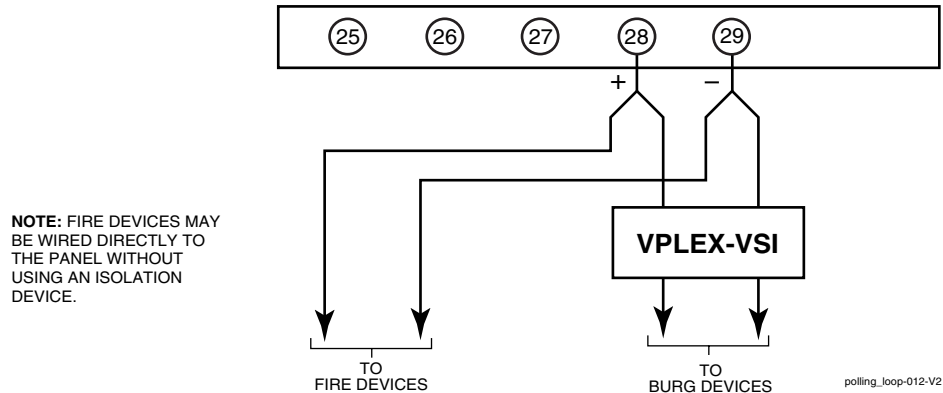 25 26 27 28 29
+ –
NOTE: FIRE DEVICES MAY
BE WIRED DIRECTLY TO
THE PANEL WITHOUT
USING AN ISOLATION
DEVICE.
VPLEX-VSI
TO
FIRE DEVICES
TO
BURG DEVICES
polling_loop-012-V2